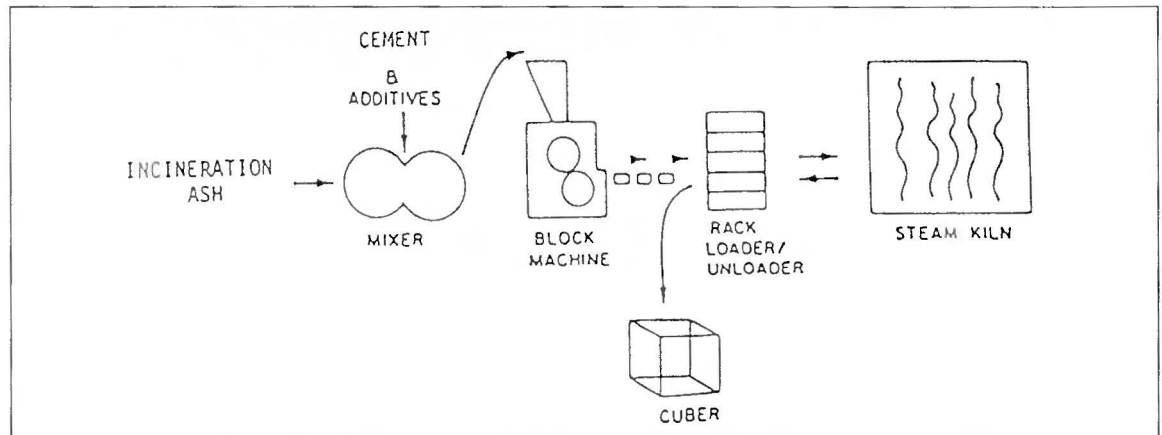 CEMENT
&
ADDITIVES
INCINERATION
ASH
MIXER
BLOCK
MACHINE
RACK
LOADER/
UNLOADER
STEAM KILN
CUBER